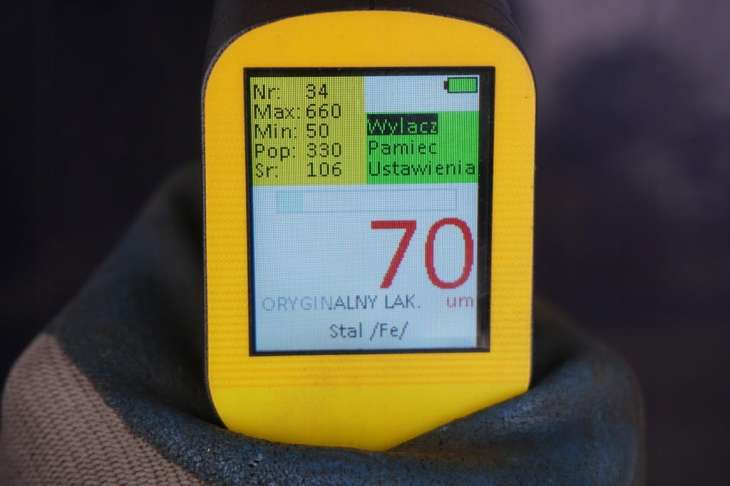 Nr: 34
Max: 660
Min: 50
Pop: 330
Sr: 106
Wylacz
Pamiec
Ustawienia
70
um
ORYGINALNY LAK.
Stal /Fe/